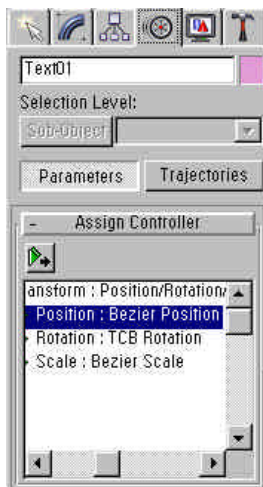 Text01
Selection Level:
Sub-Object
Parameters
Trajectories
- Assign Controller
ansform : Position/Rotation/
Position : Bezier Position
Rotation : TCB Rotation
Scale : Bezier Scale